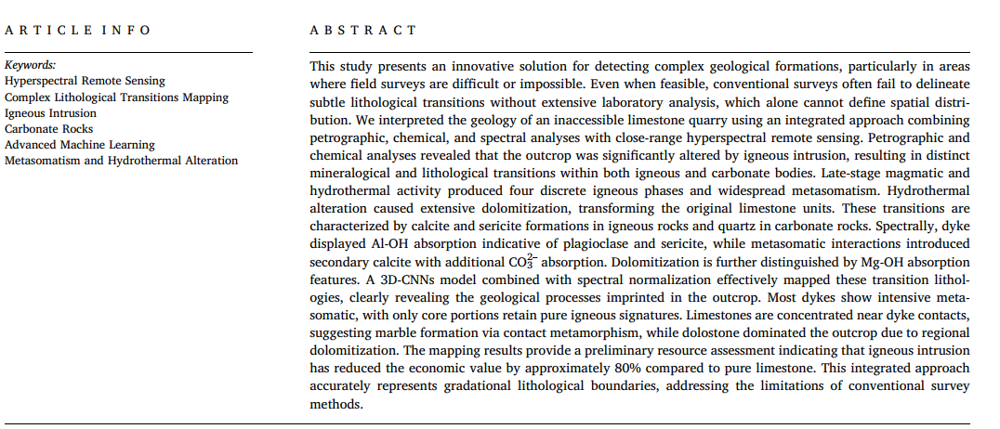 ARTICLE INFO
Keywords:
Hyperspectral Remote Sensing
Complex Lithological Transitions Mapping
Igneous Intrusion
Carbonate Rocks
Advanced Machine Learning
Metasomatism and Hydrothermal Alteration
ABSTRACT
This study presents an innovative solution for detecting complex geological formations, particularly in areas
where field surveys are difficult or impossible. Even when feasible, conventional surveys often fail to delineate
subtle lithological transitions without extensive laboratory analysis, which alone cannot define spatial distri-
bution. We interpreted the geology of an inaccessible limestone quarry using an integrated approach combining
petrographic, chemical, and spectral analyses with close-range hyperspectral remote sensing. Petrographic and
chemical analyses revealed that the outcrop was significantly altered by igneous intrusion, resulting in distinct
mineralogical and lithological transitions within both igneous and carbonate bodies. Late-stage magmatic and
hydrothermal activity produced four discrete igneous phases and widespread metasomatism. Hydrothermal
alteration caused extensive dolomitization, transforming the original limestone units. These transitions are
characterized by calcite and sericite formations in igneous rocks and quartz in carbonate rocks. Spectrally, dyke
displayed Al-OH absorption indicative of plagioclase and sericite, while metasomatic interactions introduced
secondary calcite with additional CO₃²⁻ absorption. Dolomitization is further distinguished by Mg-OH absorption
features. A 3D-CNNs model combined with spectral normalization effectively mapped these transition lithol-
ogies, clearly revealing the geological processes imprinted in the outcrop. Most dykes show intensive meta-
somatic, with only core portions retain pure igneous signatures. Limestones are concentrated near dyke contacts,
suggesting marble formation via contact metamorphism, while dolostone dominated the outcrop due to regional
dolomitization. The mapping results provide a preliminary resource assessment indicating that igneous intrusion
has reduced the economic value by approximately 80% compared to pure limestone. This integrated approach
accurately represents gradational lithological boundaries, addressing the limitations of conventional survey
methods.